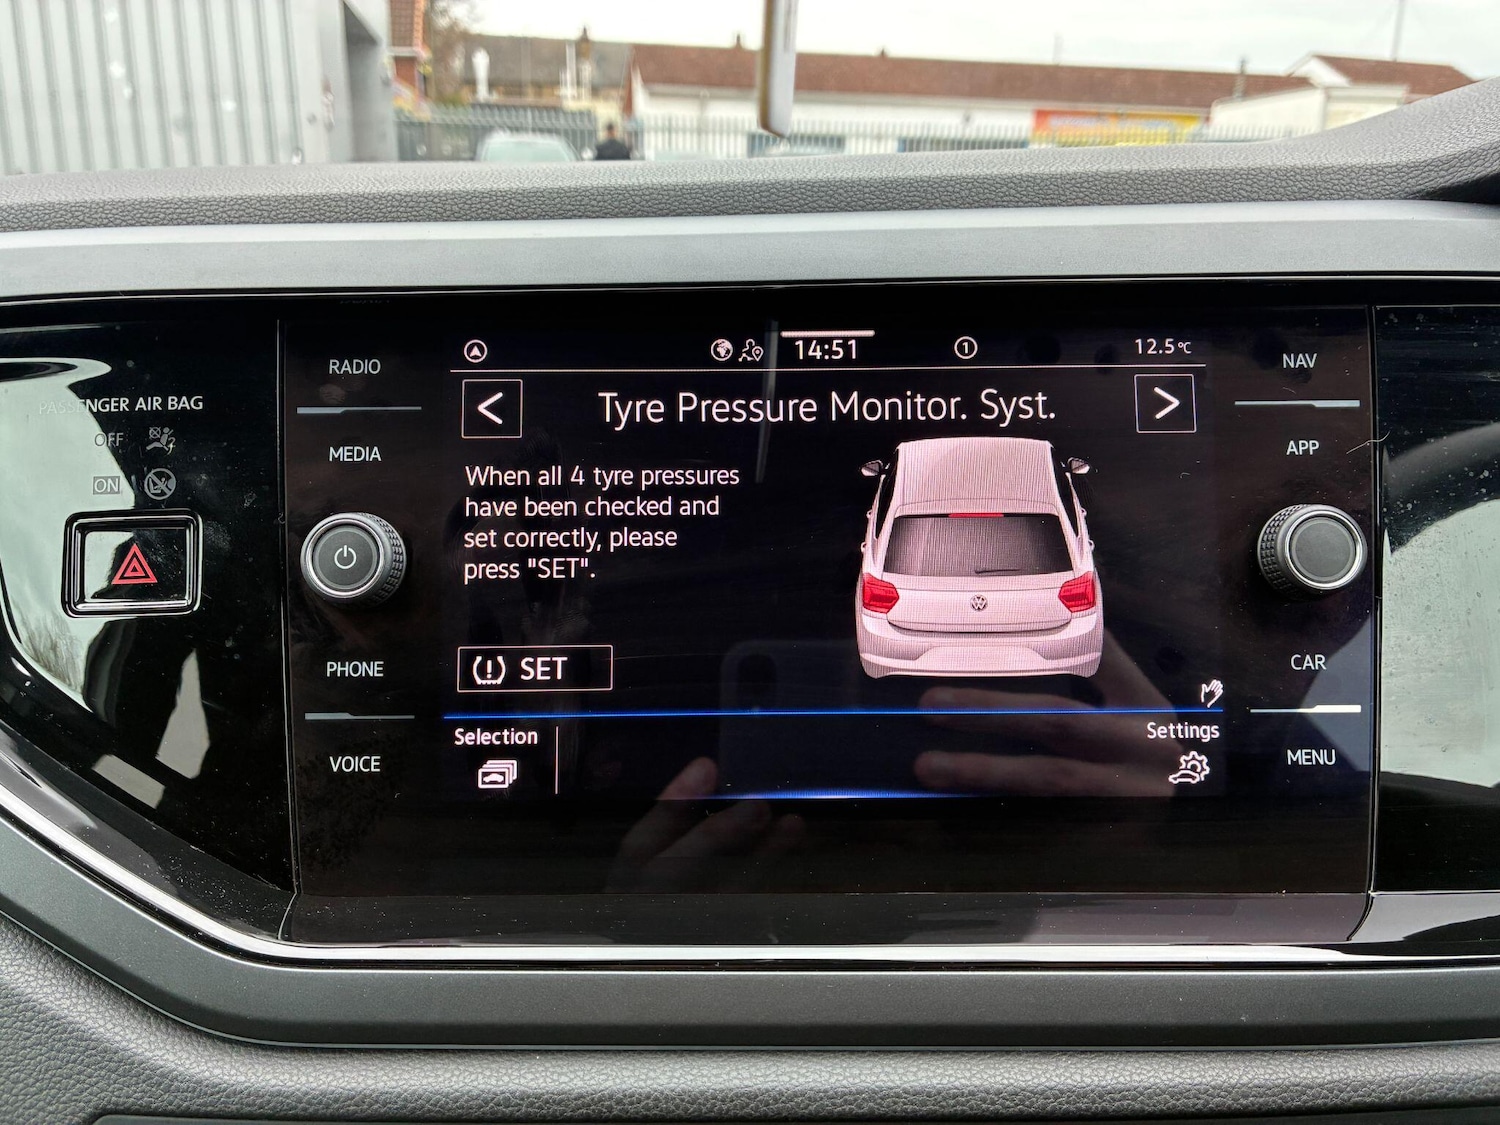 14:51
1
12.5°C
Tyre Pressure Monitor. Syst.
When all 4 tyre pressures
have been checked and
set correctly, please
press "SET".
SET
Selection
Settings
RADIO
MEDIA
PHONE
VOICE
NAV
APP
CAR
MENU
PASSENGER AIR BAG
OFF
ON